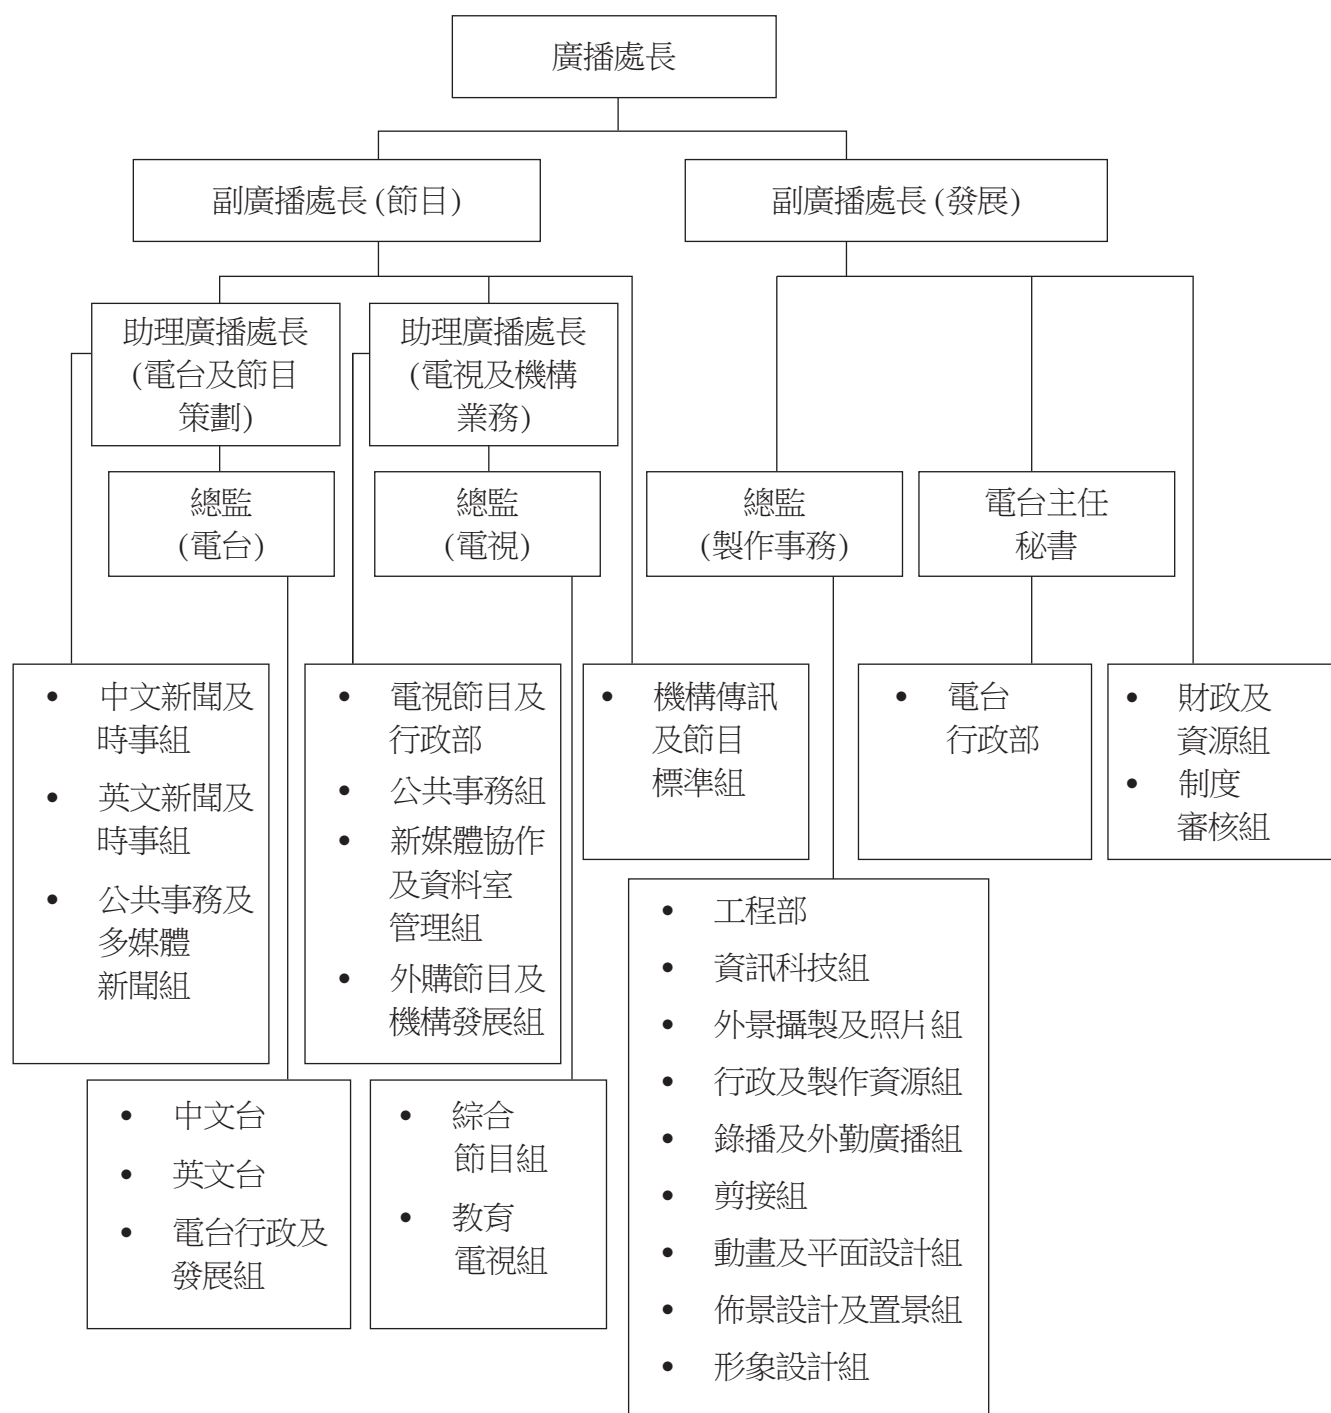 廣播處長
副廣播處長(節目)
副廣播處長(發展)
助理廣播處長
(電台及節目
策劃)
助理廣播處長
(電視及機構
業務)
總監
(電台)
總監
(電視)
總監
(製作事務)
電台主任
秘書
• 中文新聞及
時事組
• 英文新聞及
時事組
• 公共事務及
多媒體
新聞組
• 電視節目及
行政部
• 公共事務組
• 新媒體協作
及資料室
管理組
• 外購節目及
機構發展組
• 機構傳訊
及節目
標準組
• 電台
行政部
• 財政及
資源組
• 制度
審核組
• 中文台
• 英文台
• 電台行政及
發展組
• 綜合
節目組
• 教育
電視組
• 工程部
• 資訊科技組
• 外景攝製及照片組
• 行政及製作資源組
• 錄播及外勤廣播組
• 剪接組
• 動畫及平面設計組
• 佈景設計及置景組
• 形象設計組